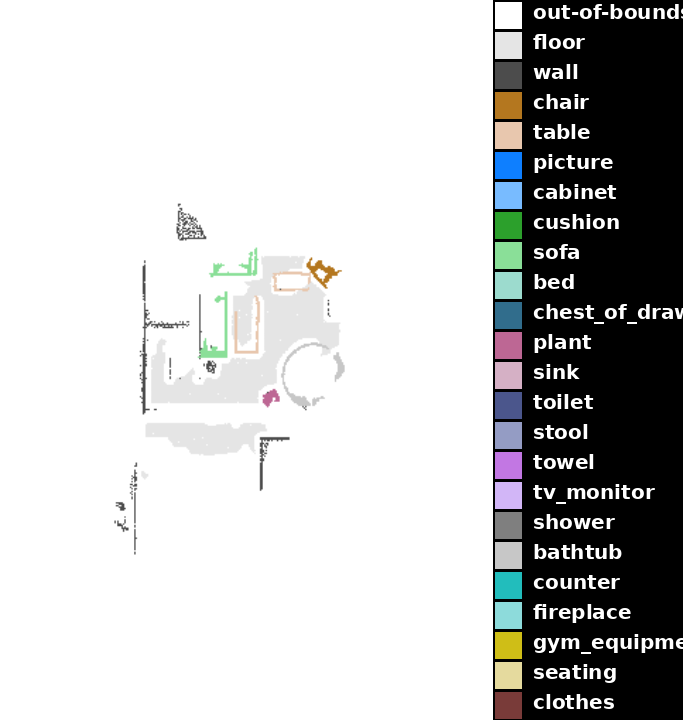 out-of-bounds
floor
wall
chair
table
picture
cabinet
cushion
sofa
bed
chest_of_draw
plant
sink
toilet
stool
towel
tv_monitor
shower
bathtub
counter
fireplace
gym_equipme
seating
clothes